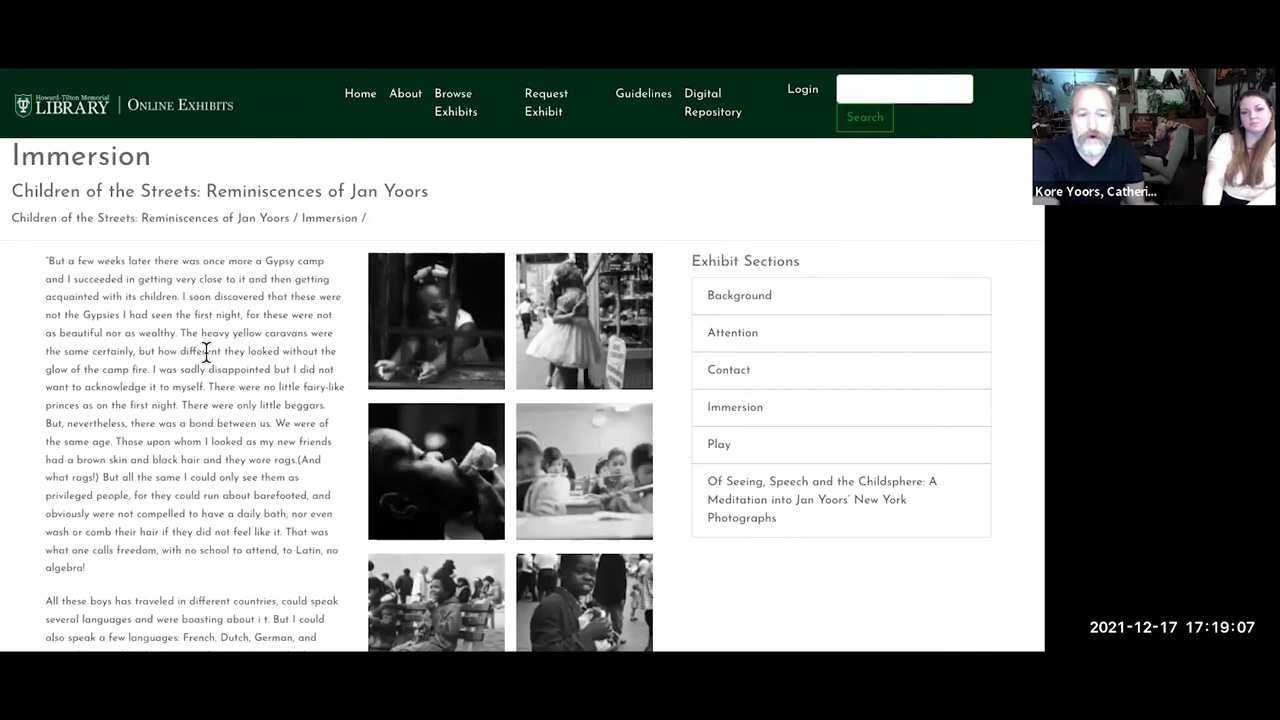 Howard-Tilton Memorial
LIBRARY
ONLINE EXHIBITS
Home
About
Browse
Exhibits
Request
Exhibit
Guidelines
Digital
Repository
Login
Search
Immersion
Children of the Streets: Reminiscences of Jan Yoors
Children of the Streets: Reminiscences of Jan Yoors / Immersion /
"But a few weeks later there was once more a Gypsy camp
and I succeeded in getting very close to it and then getting
acquainted with its children. I soon discovered that these were
not the Gypsies I had seen the first night, for these were not
as beautiful nor as wealthy. The heavy yellow caravans were
the same certainly, but how different they looked without the
glow of the camp fire. I was sadly disappointed but I did not
want to acknowledge it to myself. There were no little fairy-like
princes as on the first night. There were only little beggars.
But, nevertheless, there was a bond between us. We were of
the same age. Those upon whom I looked as my new friends
had a brown skin and black hair and they wore rags.(And
what rags!) But all the same I could only see them as
privileged people, for they could run about barefooted, and
obviously were not compelled to have a daily bath, nor even
wash or comb their hair if they did not feel like it. That was
what one calls freedom, with no school to attend, to Latin, no
algebra!
All these boys has traveled in different countries, could speak
several languages and were boasting about i t. But I could
also speak a few languages: French, Dutch, German, and
Exhibit Sections
Background
Attention
Contact
Immersion
Play
Of Seeing, Speech and the Childsphere: A
Meditation into Jan Yoors' New York
Photographs
Kore Yoors, Catheri...
2021-12-17 17:19:07